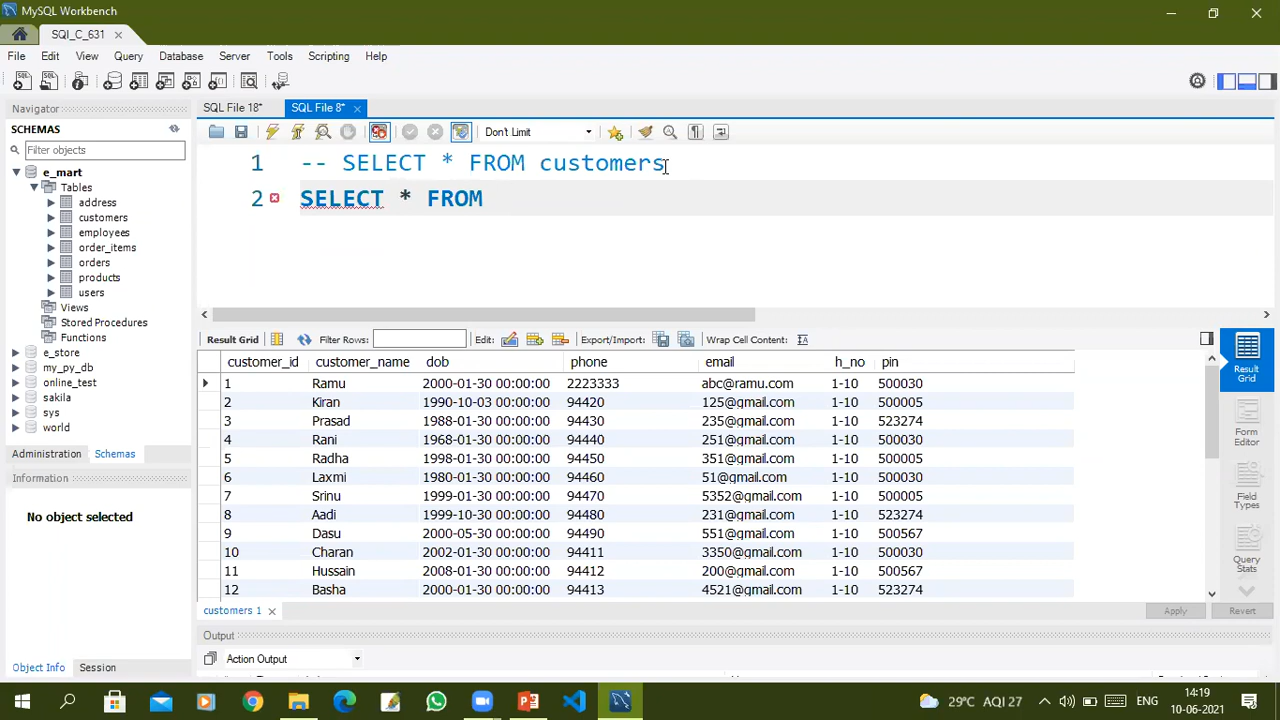 MySQL Workbench
SQl_C_631
File Edit View Query Database Server Tools Scripting Help
Navigator
SCHEMAS
Filter objects
e_mart
Tables
address
customers
employees
order_items
orders
products
users
Views
Stored Procedures
Functions
e_store
my_py_db
online_test
sakila
sys
world
Administration Schemas
Information
No object selected
Object Info Session
SQL File 18* SQL File 8*
Don't Limit
1 -- SELECT * FROM customers
2 SELECT * FROM
Result Grid Filter Rows: Edit: Export/Import: Wrap Cell Content:
customer_id customer_name dob phone email h_no pin
1 Ramu 2000-01-30 00:00:00 2223333 abc@ramu.com 1-10 500030
2 Kiran 1990-10-03 00:00:00 94420 125@gmail.com 1-10 500005
3 Prasad 1988-01-30 00:00:00 94430 235@gmail.com 1-10 523274
4 Rani 1968-01-30 00:00:00 94440 251@gmail.com 1-10 500030
5 Radha 1998-01-30 00:00:00 94450 351@gmail.com 1-10 500005
6 Laxmi 1980-01-30 00:00:00 94460 51@gmail.com 1-10 500030
7 Srinu 1999-01-30 00:00:00 94470 5352@gmail.com 1-10 500005
8 Aadi 1999-10-30 00:00:00 94480 231@gmail.com 1-10 523274
9 Dasu 2000-05-30 00:00:00 94490 551@gmail.com 1-10 500567
10 Charan 2002-01-30 00:00:00 94411 3350@gmail.com 1-10 500030
11 Hussain 2008-01-30 00:00:00 94412 200@gmail.com 1-10 500567
12 Basha 2000-01-30 00:00:00 94413 4521@gmail.com 1-10 523274
Result
Grid
Form
Editor
Field
Types
Query
Stats
customers 1
Apply Revert
Output
Action Output
29°C AQI 27
ENG
14:19
10-06-2021